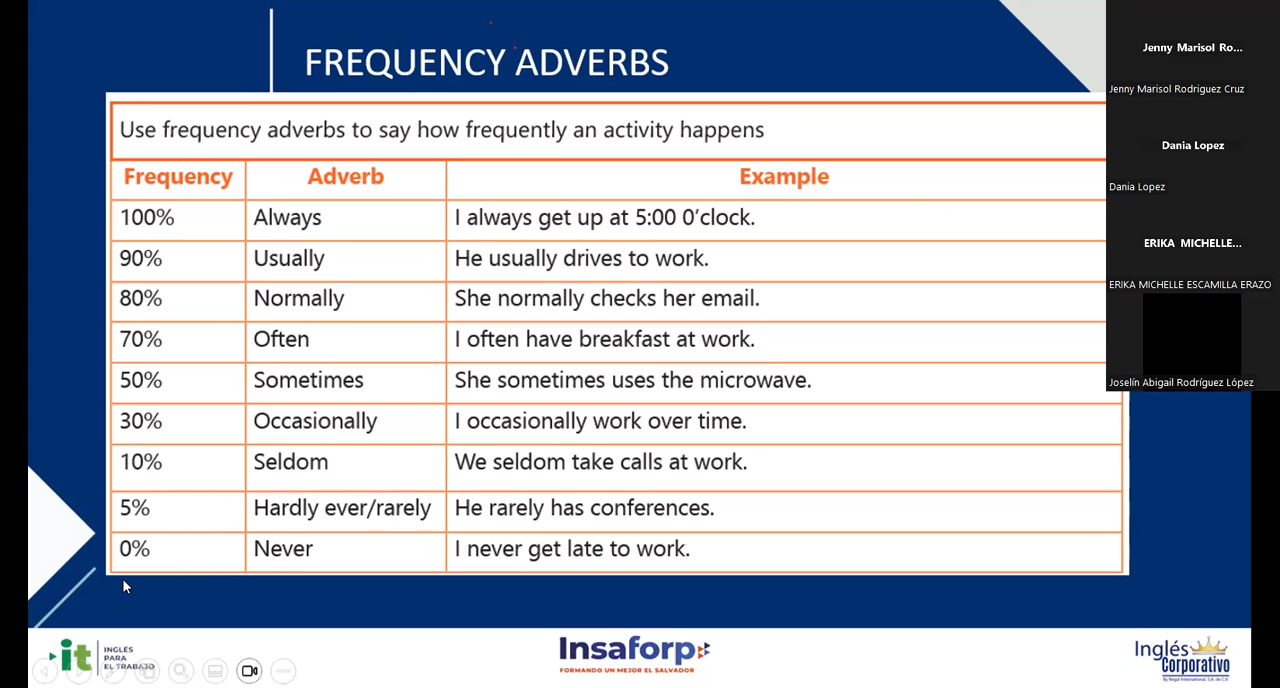 FREQUENCY ADVERBS
Use frequency adverbs to say how frequently an activity happens
Frequency Adverb Example
100% Always I always get up at 5:00 0'clock.
90% Usually He usually drives to work.
80% Normally She normally checks her email.
70% Often I often have breakfast at work.
50% Sometimes She sometimes uses the microwave.
30% Occasionally I occasionally work over time.
10% Seldom We seldom take calls at work.
5% Hardly ever/rarely He rarely has conferences.
0% Never I never get late to work.
Jenny Marisol Ro...
Jenny Marisol Rodriguez Cruz
Dania Lopez
Dania Lopez
ERIKA MICHELLE...
ERIKA MICHELLE ESCAMILLA ERAZO
Joselín Abigail Rodríguez López
it
INGLÉS
PARA
EL TRABAJO
Insaforp
FORMANDO UN MEJOR EL SALVADOR
Inglés
Corporativo
By Regal International, S.A. de C.V.